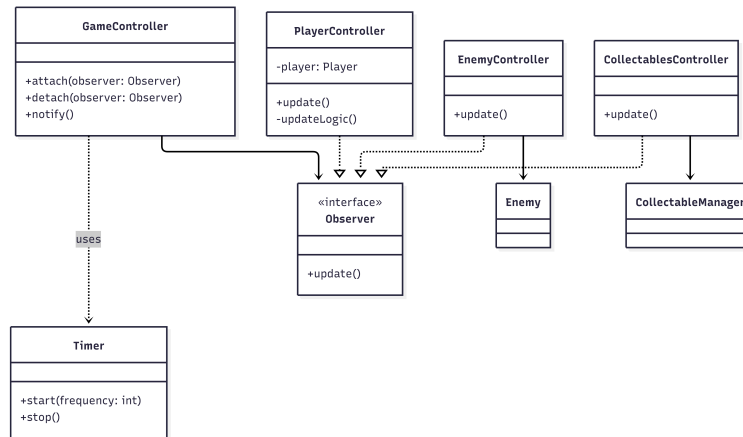 GameController
+attach(observer: Observer)
+detach(observer: Observer)
+notify()
PlayerController
-player: Player
+update()
-updateLogic()
EnemyController
+update()
CollectablesController
+update()
«interface»
Observer
+update()
Enemy
CollectableManager
uses
Timer
+start(frequency: int)
+stop()